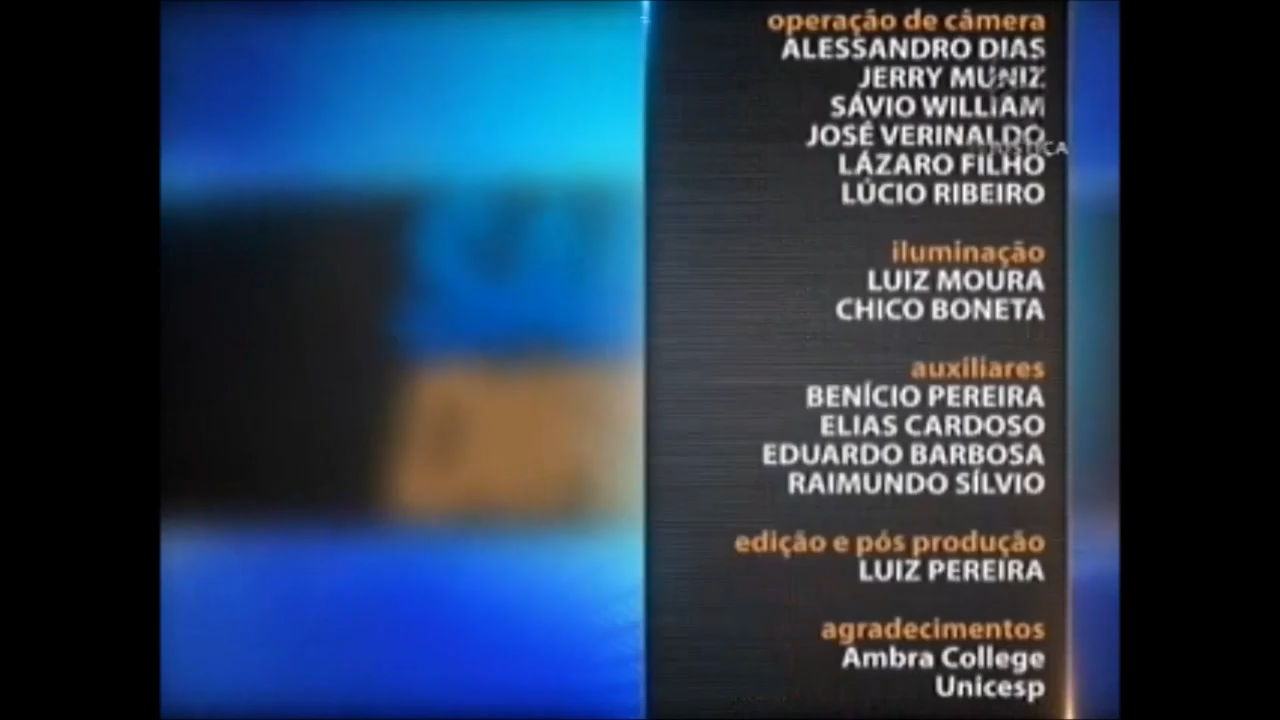 operação de câmera
ALESSANDRO DIAS
JERRY MUNIZ
SÁVIO WILLIAM
JOSÉ VERINALDO
LÁZARO FILHO
LÚCIO RIBEIRO
iluminação
LUIZ MOURA
CHICO BONETA
auxiliares
BENÍCIO PEREIRA
ELIAS CARDOSO
EDUARDO BARBOSA
RAIMUNDO SÍLVIO
edição e pós produção
LUIZ PEREIRA
agradecimentos
Ambra College
Unicesp